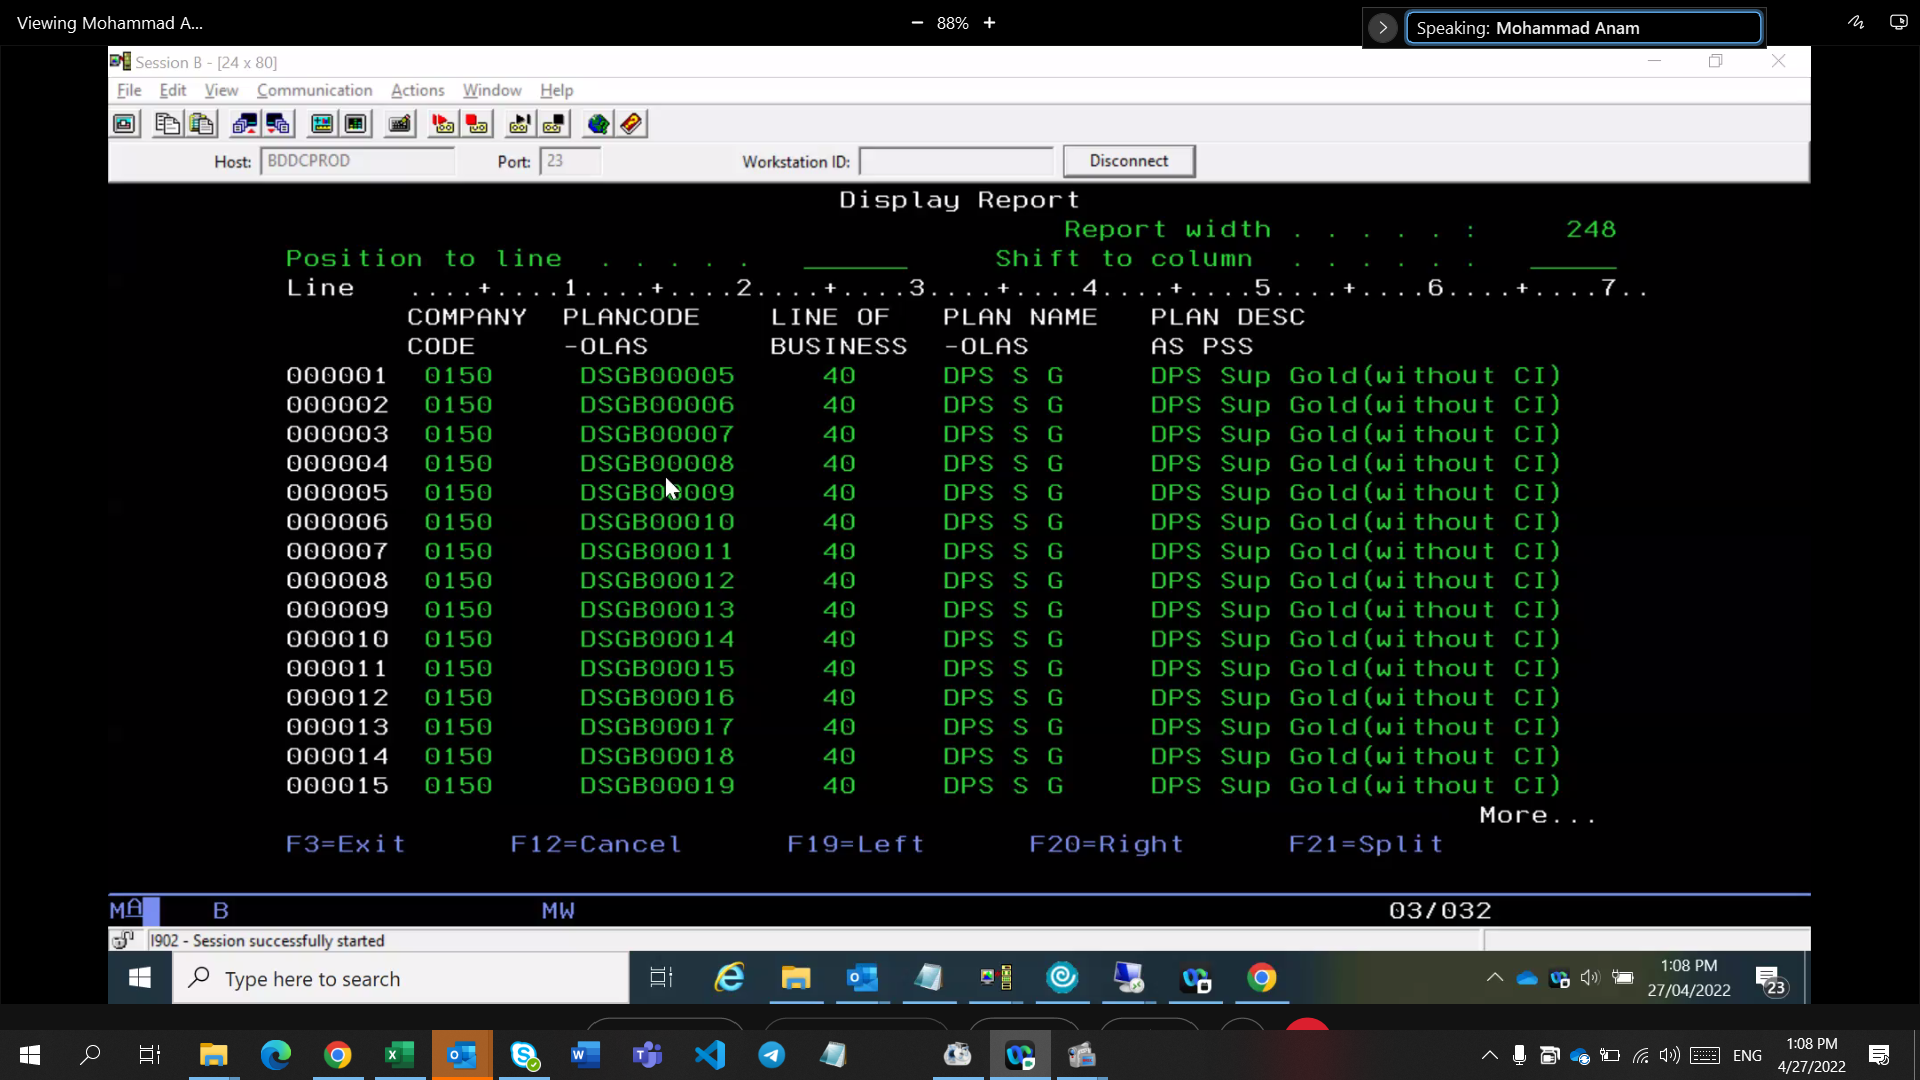 Viewing Mohammad A...
88%
Speaking: Mohammad Anam
Session B - [24 x 80]
File Edit View Communication Actions Window Help
Host: BDDCPROD Port: 23 Workstation ID: Disconnect
Display Report
Report width . . . . . : 248
Position to line . . . . . Shift to column . . . . . .
Line ....+....1....+....2....+....3....+....4....+....5....+....6....+....7..
COMPANY PLANCODE LINE OF PLAN NAME PLAN DESC
CODE -OLAS BUSINESS -OLAS AS PSS
000001 0150 DSGB00005 40 DPS S G DPS Sup Gold(without CI)
000002 0150 DSGB00006 40 DPS S G DPS Sup Gold(without CI)
000003 0150 DSGB00007 40 DPS S G DPS Sup Gold(without CI)
000004 0150 DSGB00008 40 DPS S G DPS Sup Gold(without CI)
000005 0150 DSGB00009 40 DPS S G DPS Sup Gold(without CI)
000006 0150 DSGB00010 40 DPS S G DPS Sup Gold(without CI)
000007 0150 DSGB00011 40 DPS S G DPS Sup Gold(without CI)
000008 0150 DSGB00012 40 DPS S G DPS Sup Gold(without CI)
000009 0150 DSGB00013 40 DPS S G DPS Sup Gold(without CI)
000010 0150 DSGB00014 40 DPS S G DPS Sup Gold(without CI)
000011 0150 DSGB00015 40 DPS S G DPS Sup Gold(without CI)
000012 0150 DSGB00016 40 DPS S G DPS Sup Gold(without CI)
000013 0150 DSGB00017 40 DPS S G DPS Sup Gold(without CI)
000014 0150 DSGB00018 40 DPS S G DPS Sup Gold(without CI)
000015 0150 DSGB00019 40 DPS S G DPS Sup Gold(without CI)
More...
F3=Exit F12=Cancel F19=Left F20=Right F21=Split
MA B MW 03/032
I902 - Session successfully started
Type here to search
1:08 PM
27/04/2022
23
ENG
1:08 PM
4/27/2022